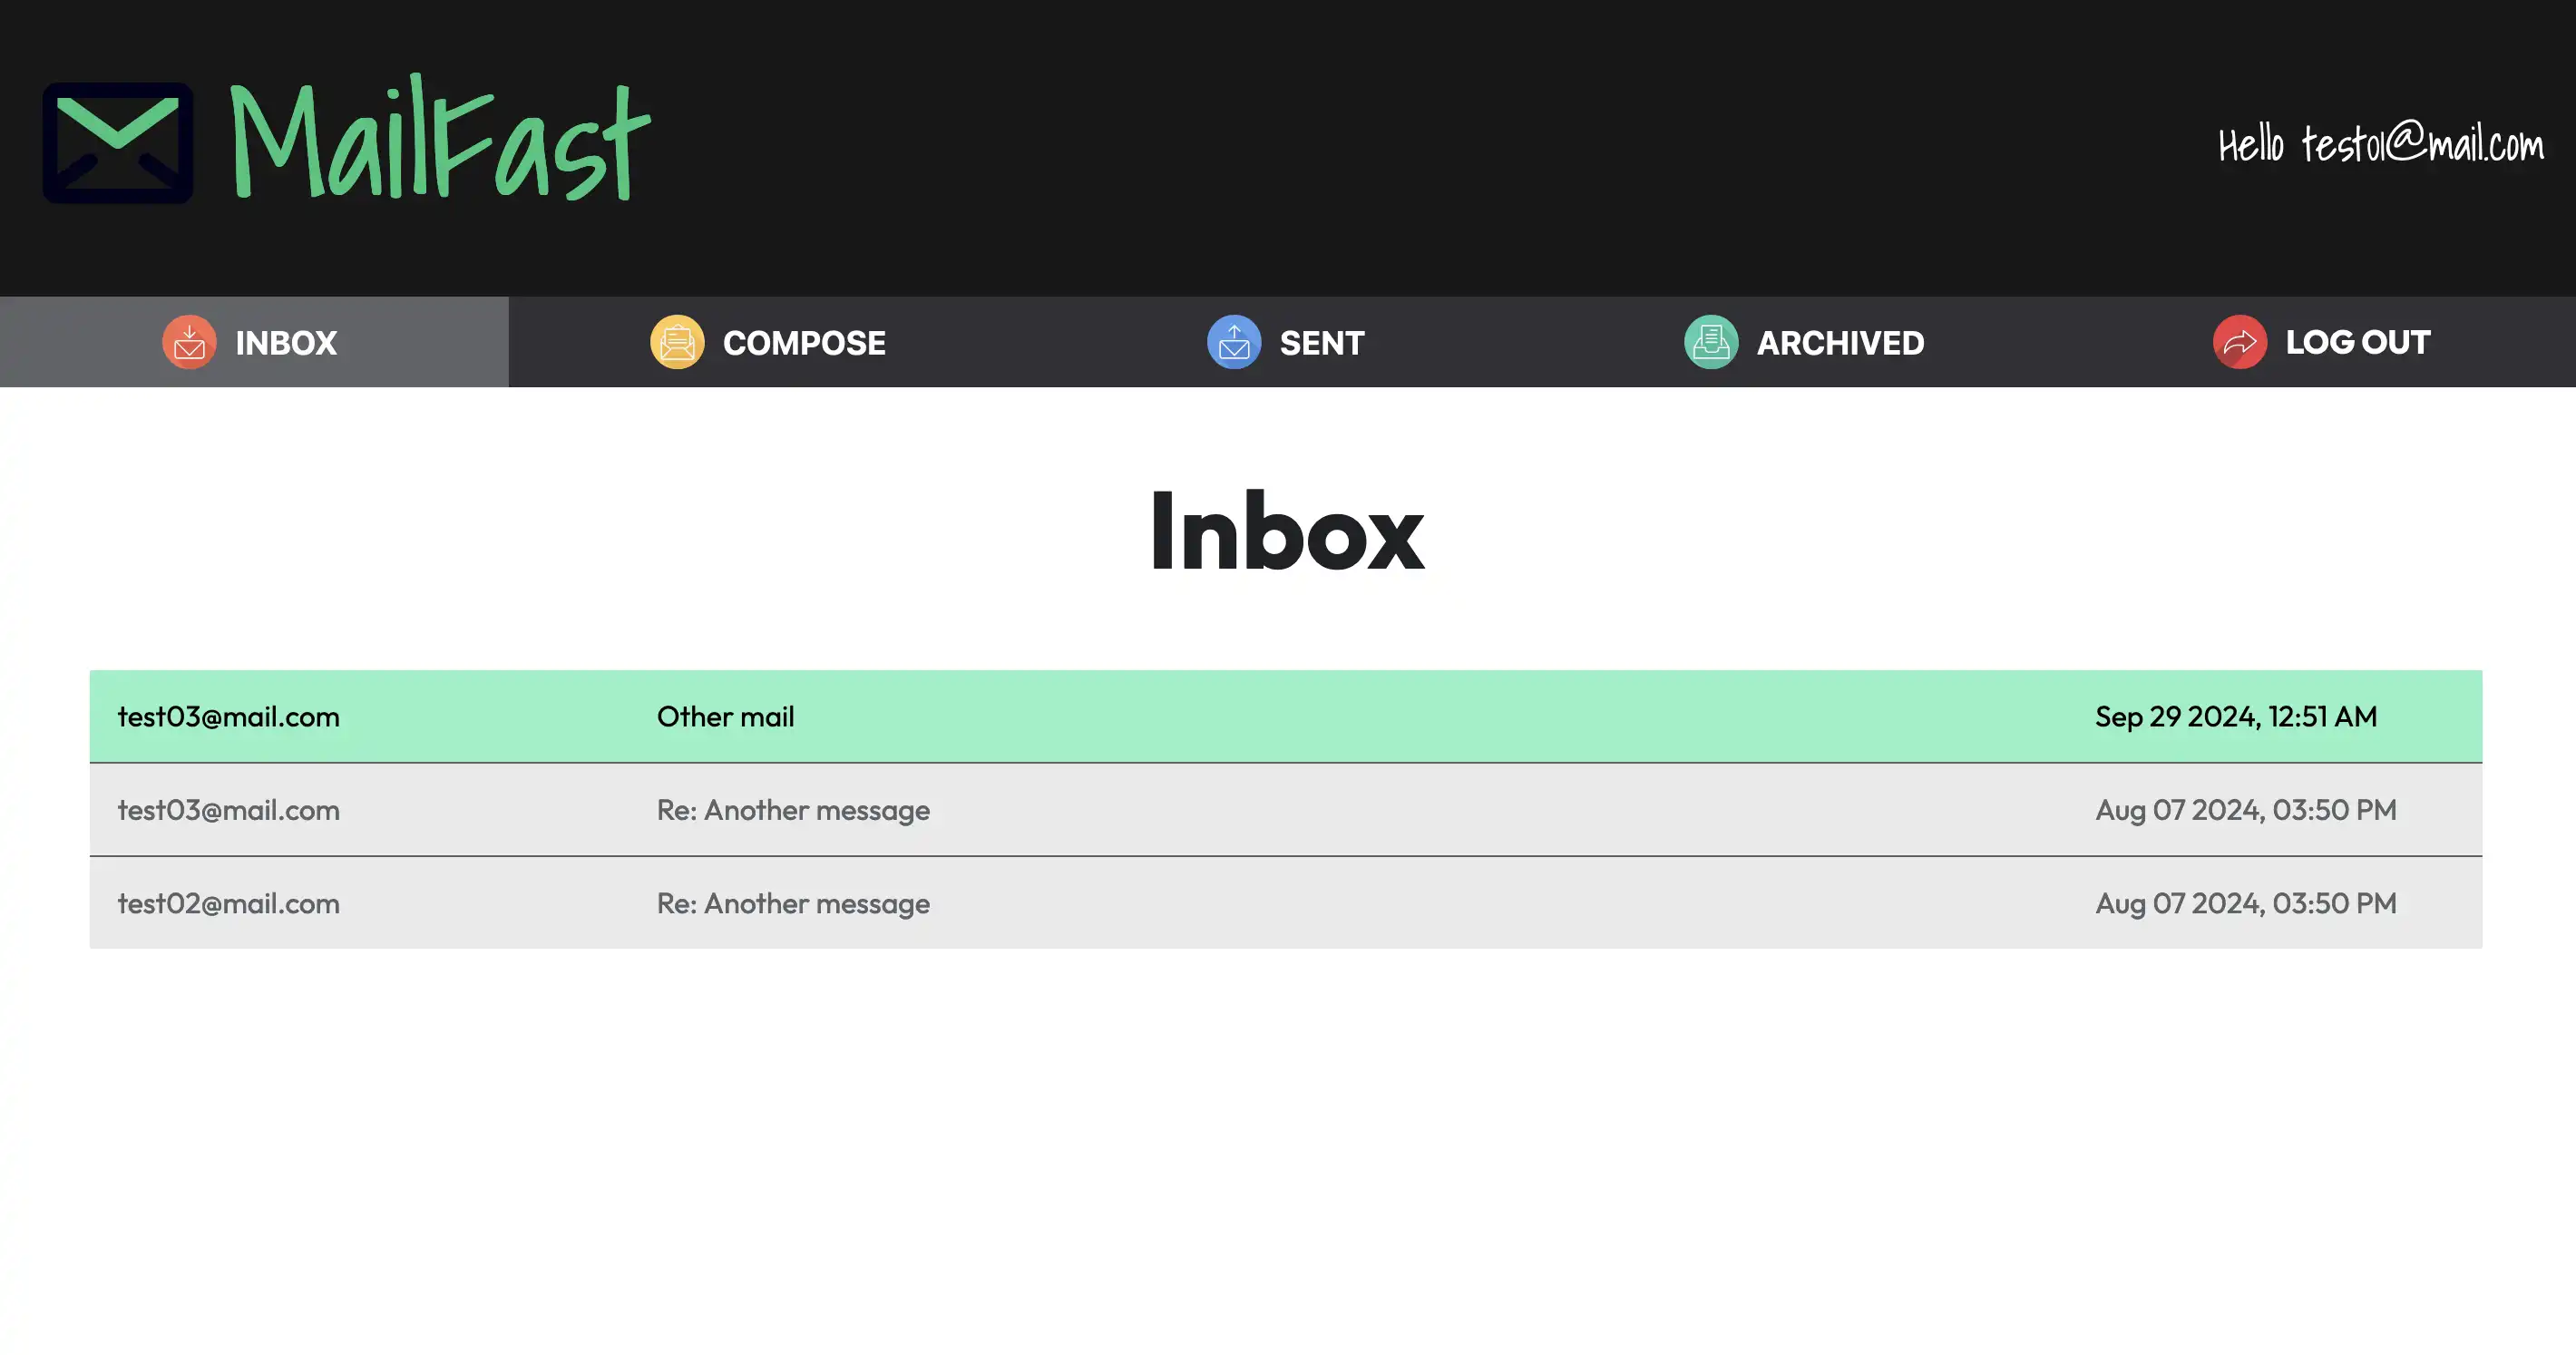 MailFast
Hello test01@mail.com
INBOX COMPOSE SENT ARCHIVED LOG OUT
Inbox
test03@mail.com Other mail Sep 29 2024, 12:51 AM
test03@mail.com Re: Another message Aug 07 2024, 03:50 PM
test02@mail.com Re: Another message Aug 07 2024, 03:50 PM